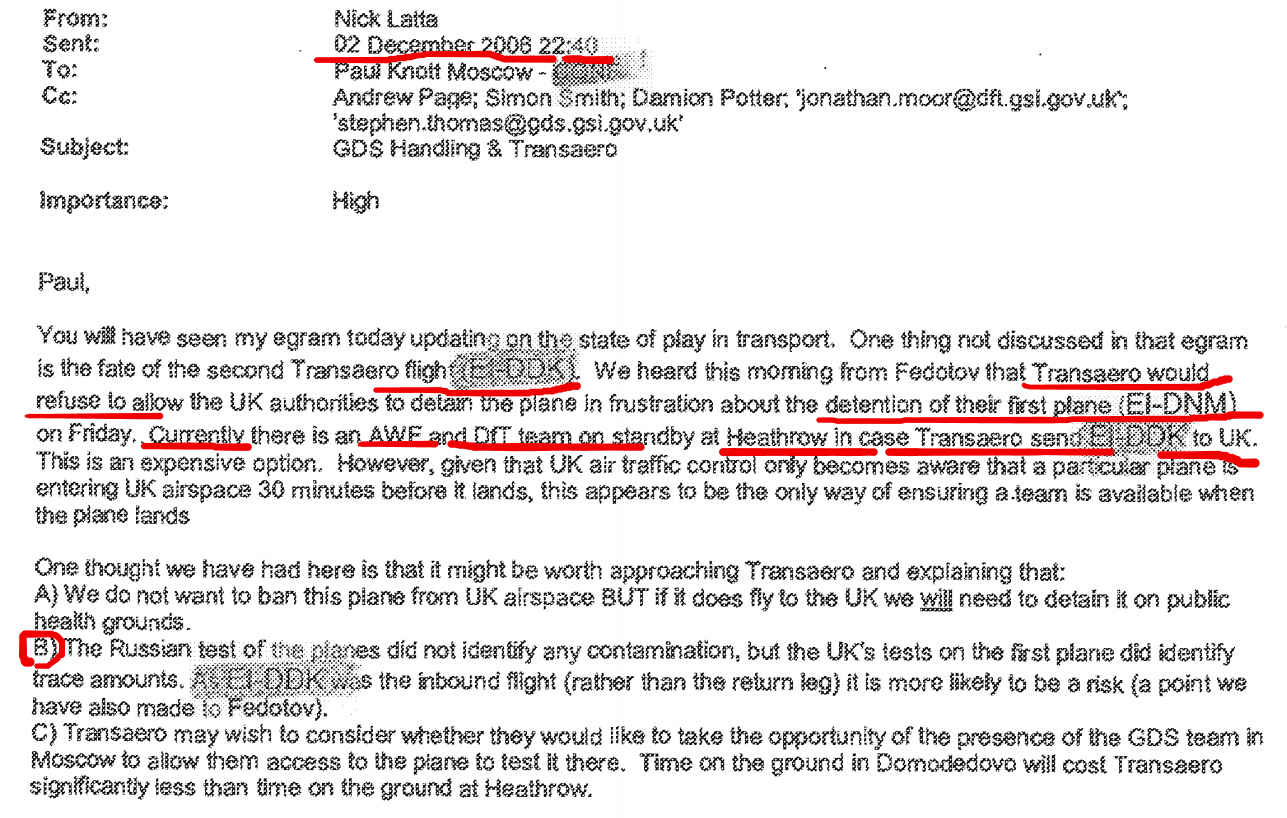 From: Nick Latta
Sent: 02 December 2006 22:40
To: Paul Knott Moscow -
Cc: Andrew Page; Simon Smith; Damion Potter; 'jonathan.moor@dft.gsi.gov.uk';
'stephen.thomas@gds.gsi.gov.uk'
Subject: GDS Handling & Transaero
Importance: High
Paul,
You will have seen my egram today updating on the state of play in transport. One thing not discussed in that egram
is the fate of the second Transaero fligh (EI-DDK). We heard this morning from Fedotov that Transaero would
refuse to allow the UK authorities to detain the plane in frustration about the detention of their first plane (EI-DNM)
on Friday. Currently there is an AWE and DfT team on standby at Heathrow in case Transaero send EI-DDK to UK.
This is an expensive option. However, given that UK air traffic control only becomes aware that a particular plane is
entering UK airspace 30 minutes before it lands, this appears to be the only way of ensuring a team is available when
the plane lands
One thought we have had here is that it might be worth approaching Transaero and explaining that:
A) We do not want to ban this plane from UK airspace BUT if it does fly to the UK we will need to detain it on public
health grounds.
B) The Russian test of the planes did not identify any contamination, but the UK's tests on the first plane did identify
trace amounts. As EI-DDK was the inbound flight (rather than the return leg) it is more likely to be a risk (a point we
have also made to Fedotov).
C) Transaero may wish to consider whether they would like to take the opportunity of the presence of the GDS team in
Moscow to allow them access to the plane to test it there. Time on the ground in Domodedovo will cost Transaero
significantly less than time on the ground at Heathrow.